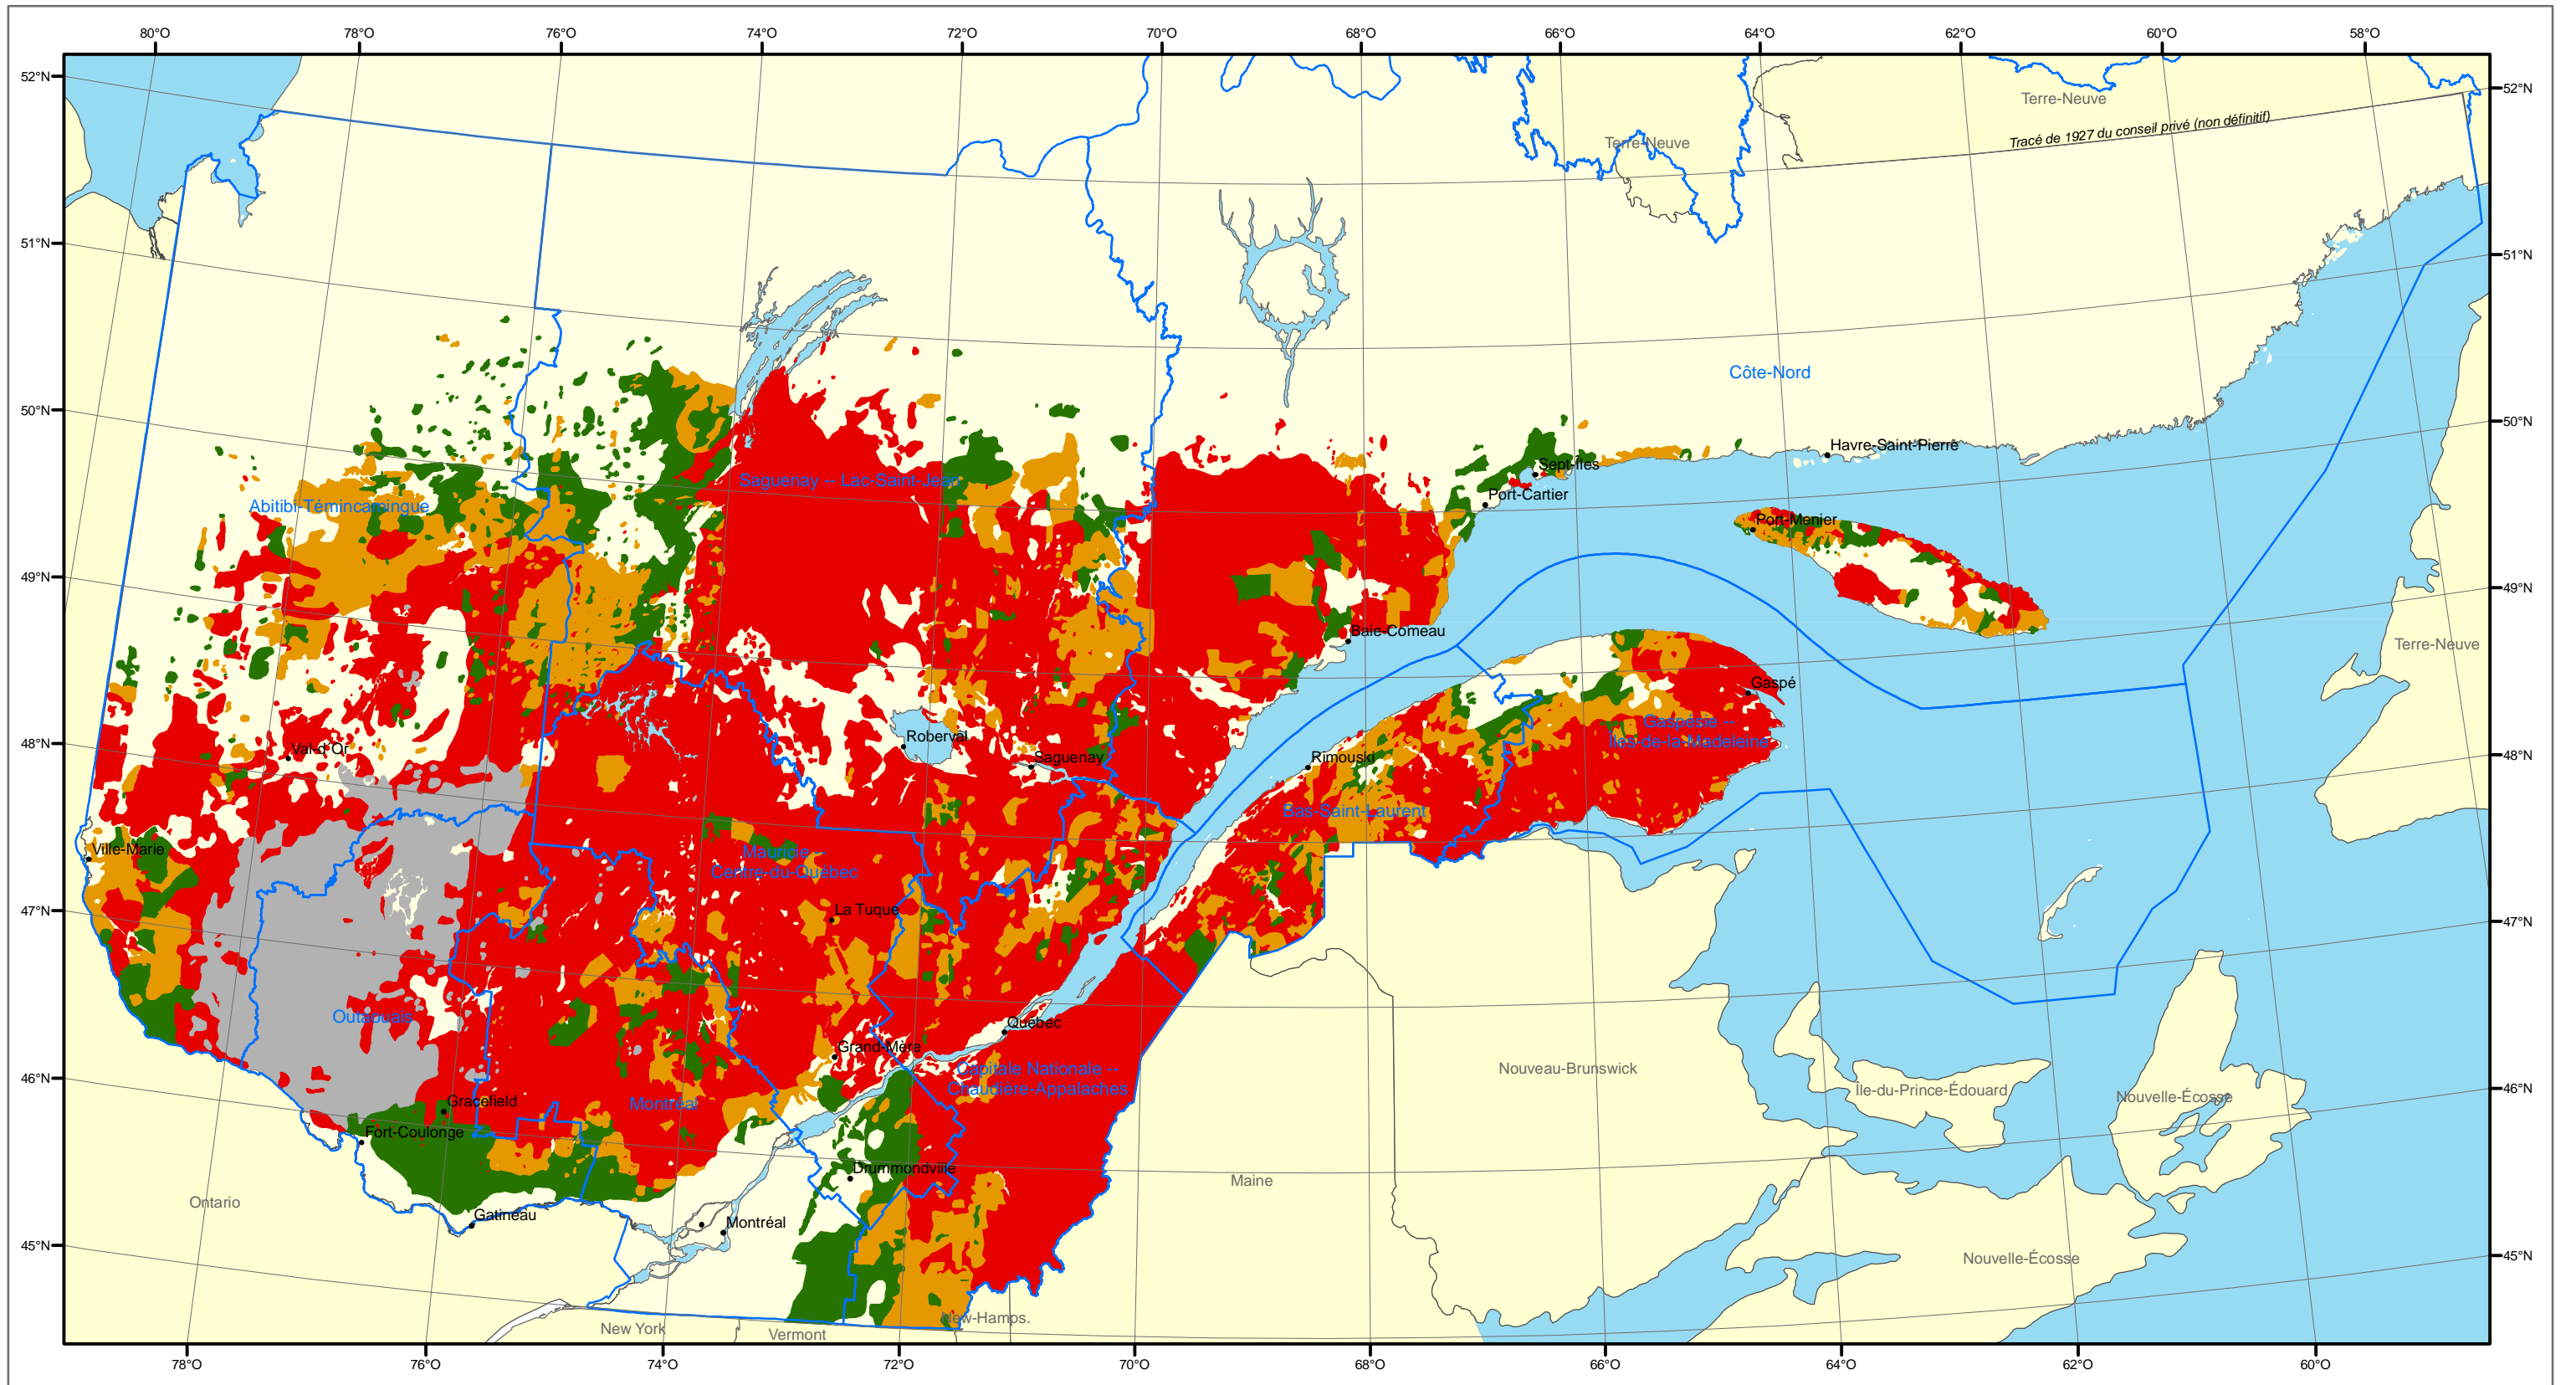 80°O
78°O
76°O
74°O
72°O
70°O
68°O
66°O
64°O
62°O
60°O
58°O
52°N
52°N
Terre-Neuve
Tracé de 1927 du conseil privé (non définitif)
Terre-Neuve
51°N
51°N
Côte-Nord
50°N
50°N
Havre-Saint-Pierre
Sept-Îles
Saguenay -- Lac-Saint-Jean
Port-Cartier
Abitibi-Témincamingue
Port-Menier
49°N
49°N
Baie-Comeau
Terre-Neuve
Gaspé
Gaspésie --
Îles-de-la-Madeleine
48°N
48°N
Val-d'Or
Roberval
Saguenay
Rimouski
Bas-Saint-Laurent
Ville-Marie
Mauricie --
Centre-du-Québec
47°N
47°N
La Tuque
Outaouais
Québec
Grand-Mère
46°N
46°N
Capitale Nationale --
Chaudière-Appalaches
Nouveau-Brunswick
Île-du-Prince-Édouard
Nouvelle-Écosse
Gracefield
Montréal
Fort-Coulonge
Drummondville
Maine
Ontario
Gatineau
Montréal
45°N
45°N
Nouvelle-Écosse
New-Hamps.
New York
Vermont
78°O
76°O
74°O
72°O
70°O
68°O
66°O
64°O
62°O
60°O